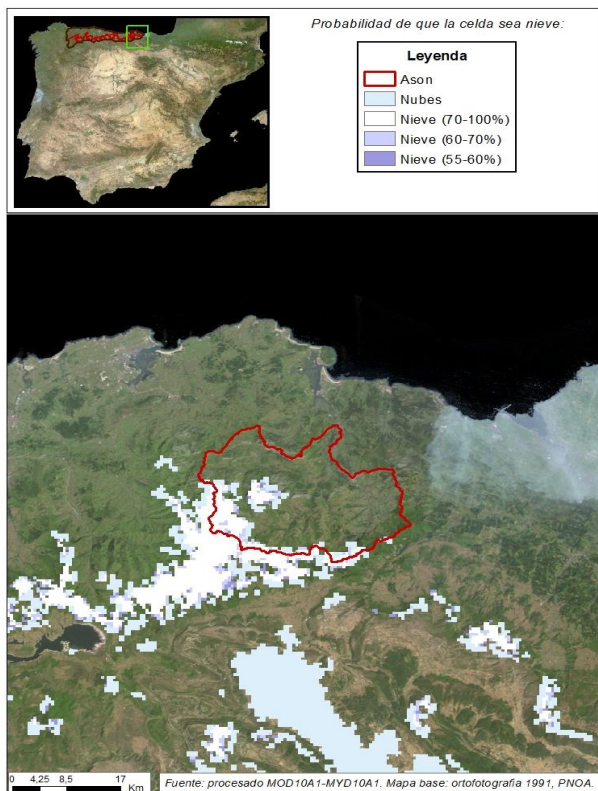 Probabilidad de que la celda sea nieve:
Leyenda
Ason
Nubes
Nieve (70-100%)
Nieve (60-70%)
Nieve (55-60%)
0 4,25 8,5 17
Km
Fuente: procesado MOD10A1-MYD10A1. Mapa base: ortofotografia 1991, PNOA.